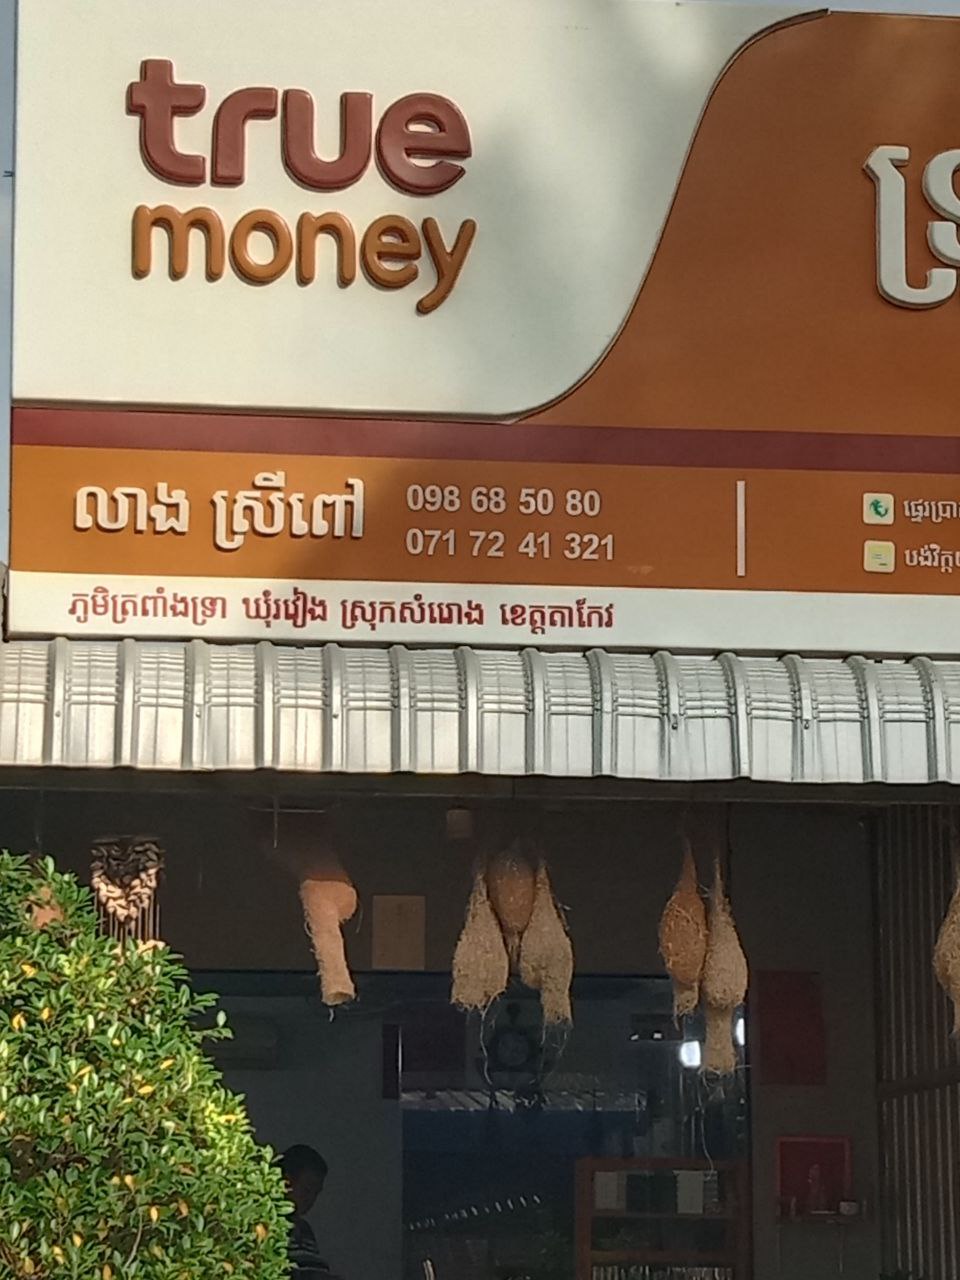 true
money
លាង ស្រីពៅ
098 68 50 80
071 72 41 321
ភូមិត្រពាំងទ្រា ឃុំរវៀង ស្រុកសំរោង ខេត្តតាកែវ